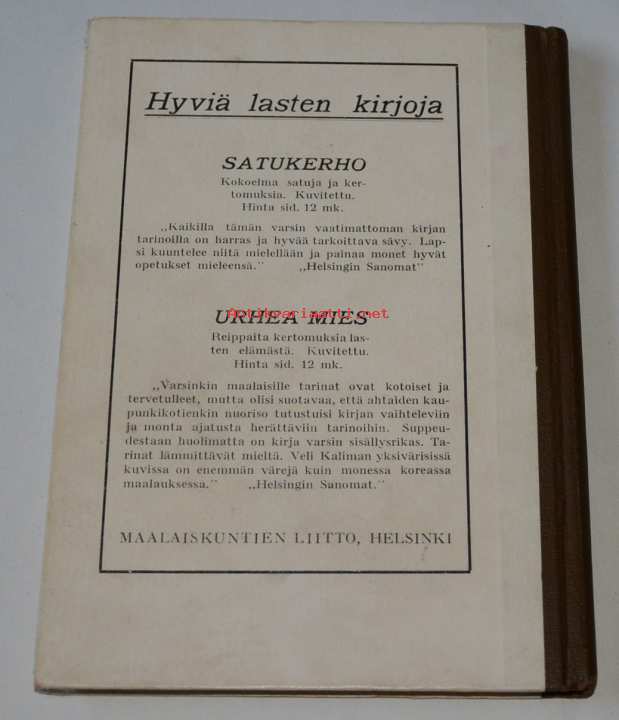 Hyviä lasten kirjoja
SATUKERHO
Kokoelma satuja ja ker-
tomuksia. Kuvitettu.
Hinta sid. 12 mk.
„Kaikilla tämän varsin vaatimattoman kirjan
tarinoilla on harras ja hyvää tarkoittava sävy. Lap-
si kuuntelee niitä mielellään ja painaa monet hyvät
opetukset mieleensä.” „Helsingin Sanomat”
Antikvariaatti.net
URHEA MIES
Reippaita kertomuksia las-
ten elämästä. Kuvitettu.
Hinta sid. 12 mk.
„Varsinkin maalaisille tarinat ovat kotoiset ja
tervetulleet, mutta olisi suotavaa, että ahtaiden kau-
punkikotienkin nuoriso tutustuisi kirjan vaihteleviin
ja monta ajatusta herättäviin tarinoihin. Suppeu-
destaan huolimatta on kirja varsin sisällysrikas. Ta-
rinat lämmittävät mieltä. Veli Kaliman yksivärisissä
kuvissa on enemmän värejä kuin monessa koreassa
maalauksessa.” „Helsingin Sanomat.”
MAALAISKUNTIEN LIITTO, HELSINKI